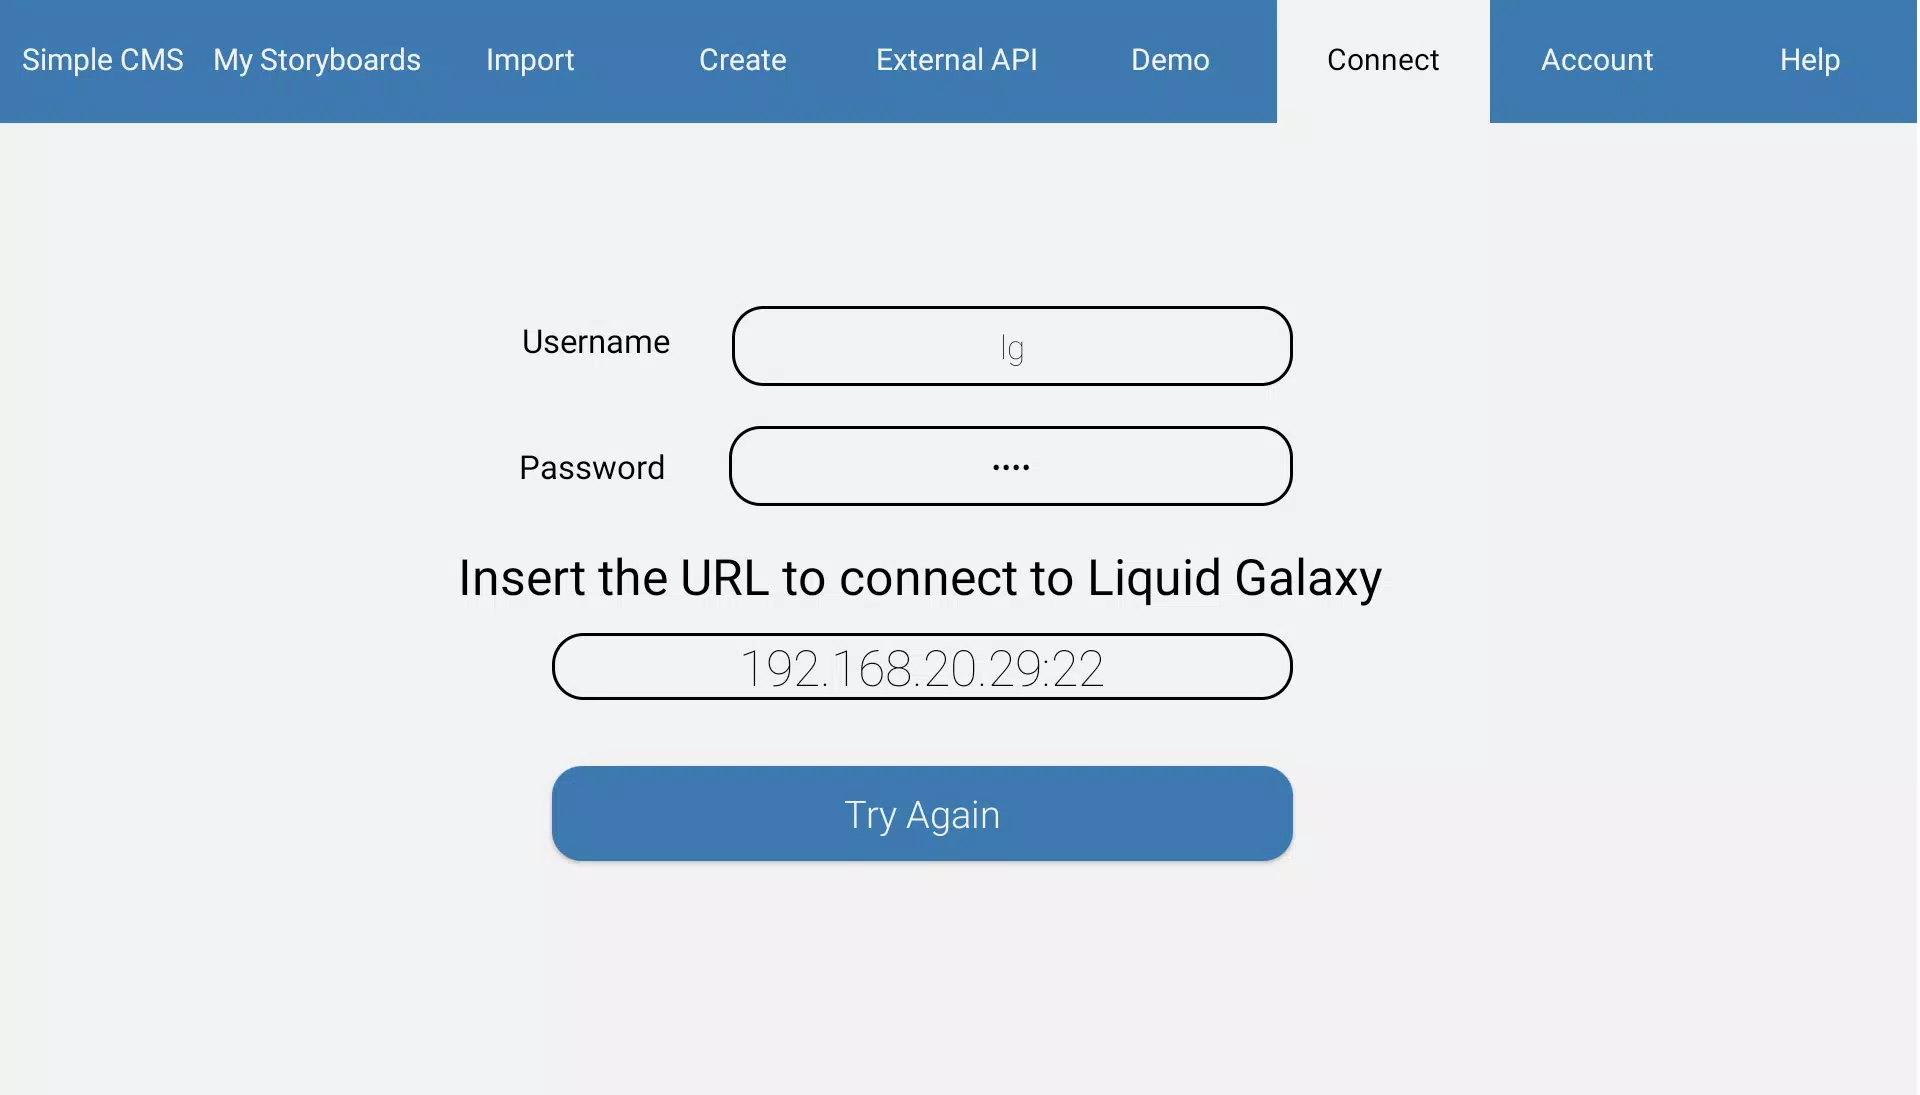 Simple CMS My Storyboards Import Create External API Demo Connect Account Help
Username lg
Password ••••
Insert the URL to connect to Liquid Galaxy
192.168.20.29:22
Try Again